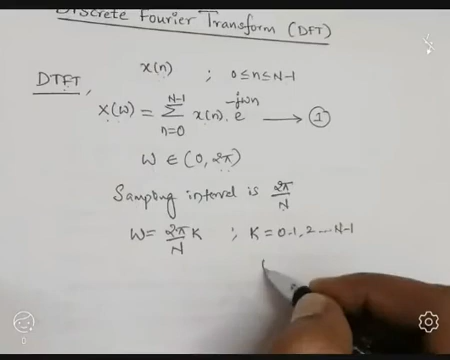 Discrete Fourier Transform (DFT)
x(n) ; 0 ≤ n ≤ N-1
DTFT,
X(ω) = Σ_{n=0}^{N-1} x(n) . e^{-jωn} → ①
ω ∈ (0, 2π)
Sampling interval is 2π/N
ω = 2π/N K ; K = 0,1,2 ... N-1